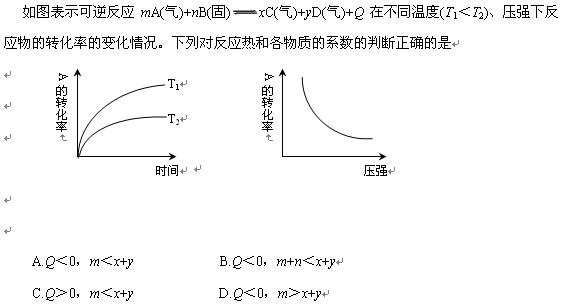 如图表示可逆反应 mA(气)+nB(固)⇌xC(气)+yD(气)+Q 在不同温度(T₁＜T₂)、压强下反
应物的转化率的变化情况。下列对反应热和各物质的系数的判断正确的是
A的转化率
T₁
T₂
时间
A的转化率
压强
A.Q＜0，m＜x+y
B.Q＜0，m+n＜x+y
C.Q＞0，m＜x+y
D.Q＜0，m＞x+y